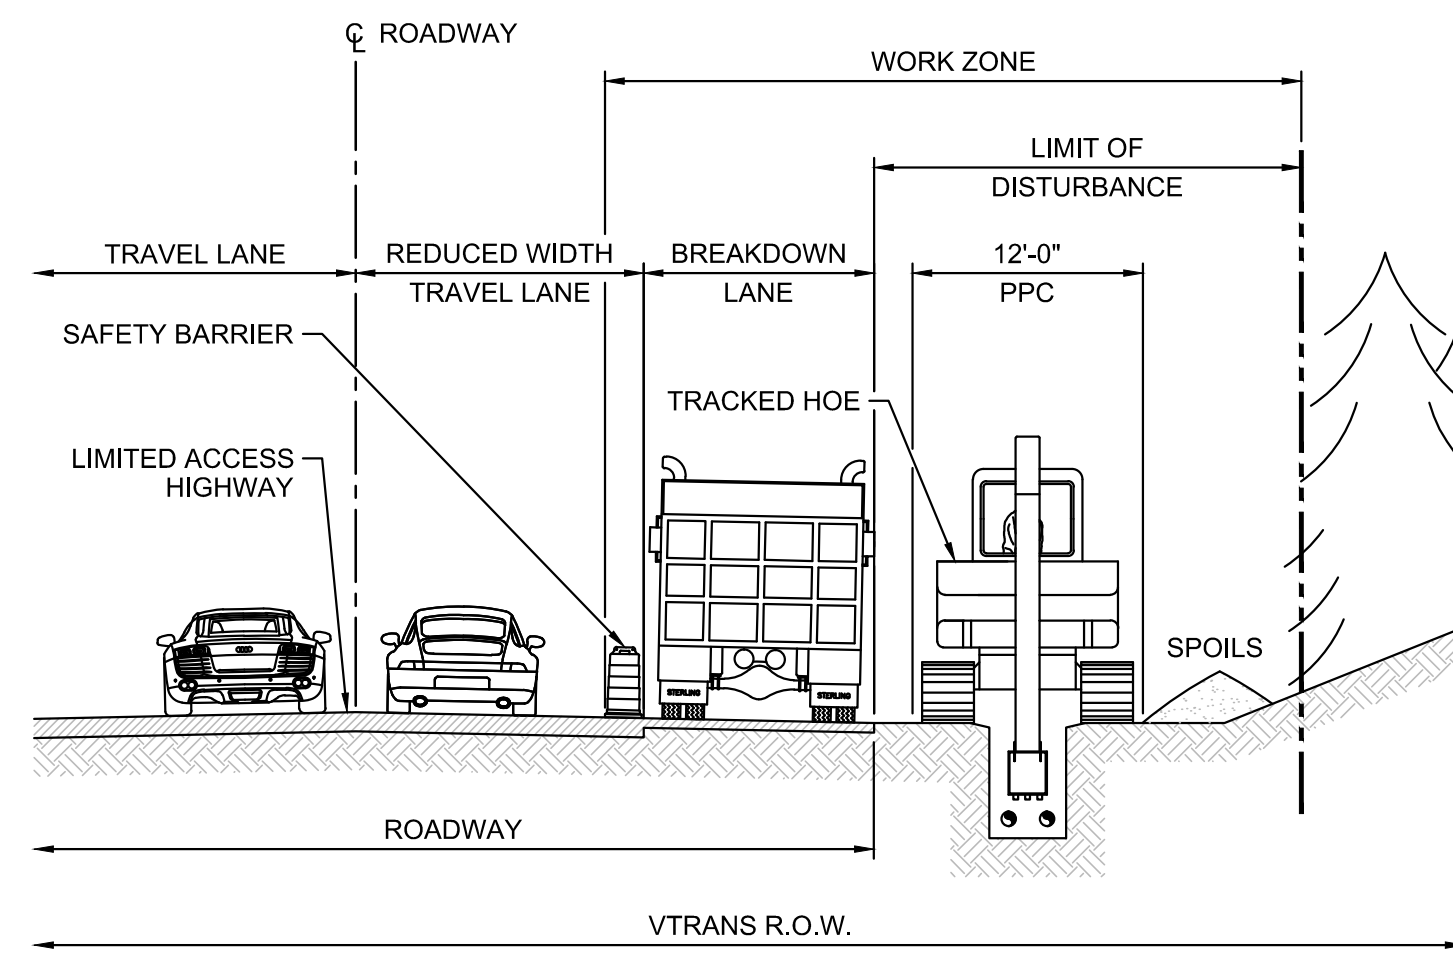 ℄ ROADWAY
WORK ZONE
LIMIT OF
DISTURBANCE
TRAVEL LANE
REDUCED WIDTH
TRAVEL LANE
BREAKDOWN
LANE
12'-0"
PPC
SAFETY BARRIER
TRACKED HOE
LIMITED ACCESS
HIGHWAY
SPOILS
STERLING
STERLING
ROADWAY
VTRANS R.O.W.